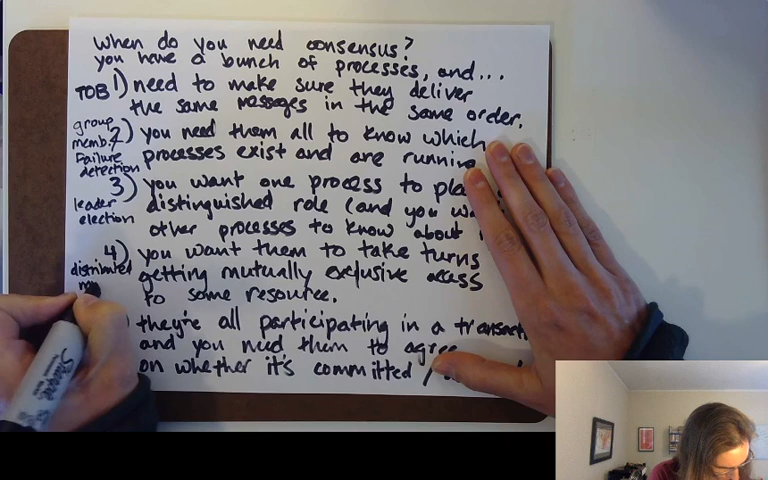 When do you need consensus?
you have a bunch of processes, and...
TOB 1) need to make sure they deliver
the same messages in the same order.
group memb./ failure detection 2) you need them all to know which
processes exist and are running
leader election 3) you want one process to
distinguished role (and you
other processes to know about
distributed 4) you want them to take turns
getting mutually exclusive access
to some resource.
) they're all participating in a
and you need them to agree
on whether it's committed /
Sharpie